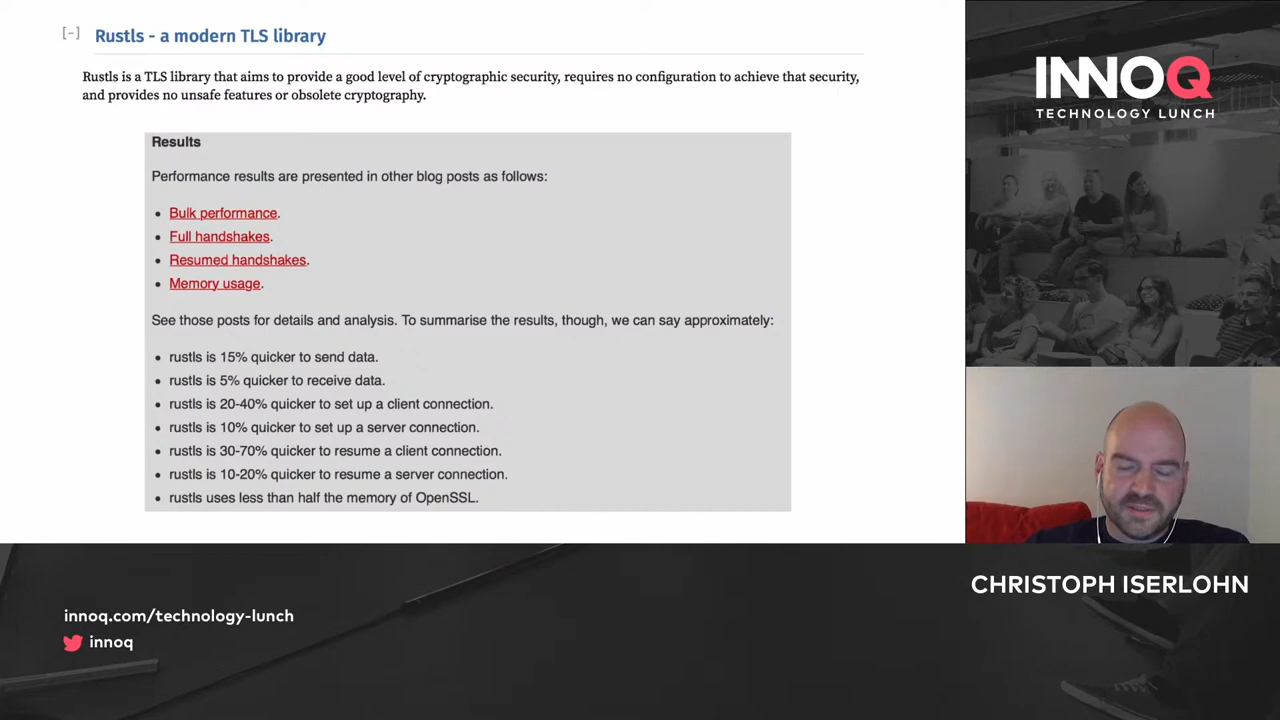 [-] Rustls - a modern TLS library
Rustls is a TLS library that aims to provide a good level of cryptographic security, requires no configuration to achieve that security,
and provides no unsafe features or obsolete cryptography.
Results
Performance results are presented in other blog posts as follows:
• Bulk performance.
• Full handshakes.
• Resumed handshakes.
• Memory usage.
See those posts for details and analysis. To summarise the results, though, we can say approximately:
• rustls is 15% quicker to send data.
• rustls is 5% quicker to receive data.
• rustls is 20-40% quicker to set up a client connection.
• rustls is 10% quicker to set up a server connection.
• rustls is 30-70% quicker to resume a client connection.
• rustls is 10-20% quicker to resume a server connection.
• rustls uses less than half the memory of OpenSSL.
INNOQ
TECHNOLOGY LUNCH
CHRISTOPH ISERLOHN
innoq.com/technology-lunch
innoq